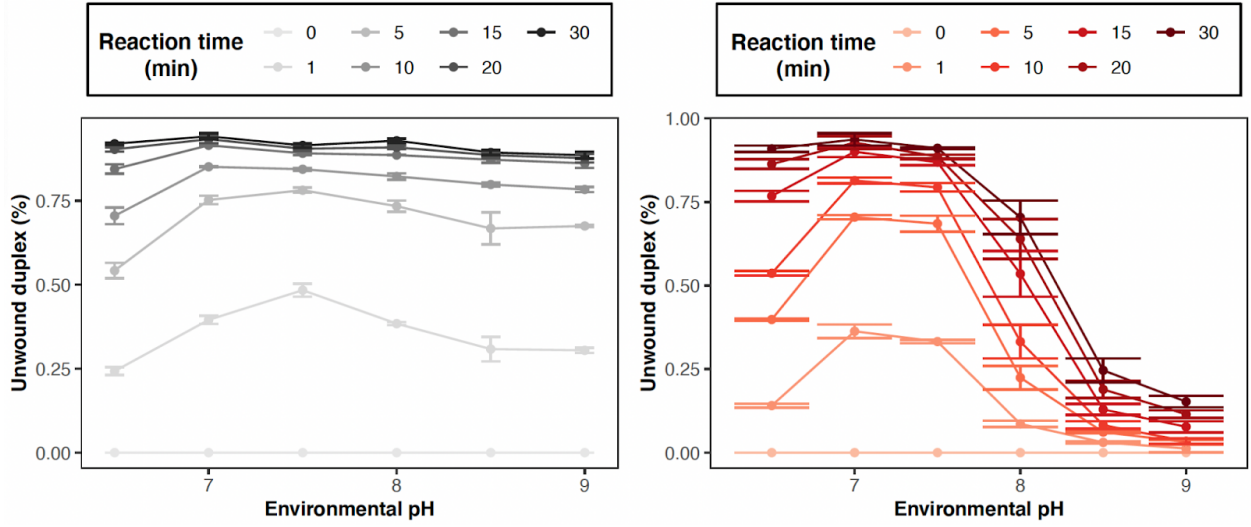 Reaction time (min)
0 5 15 30
1 10 20
Unwound duplex (%)
0.75
0.50
0.25
0.00
7 8 9
Environmental pH
Reaction time (min)
0 5 15 30
1 10 20
Unwound duplex (%)
1.00
0.75
0.50
0.25
0.00
7 8 9
Environmental pH